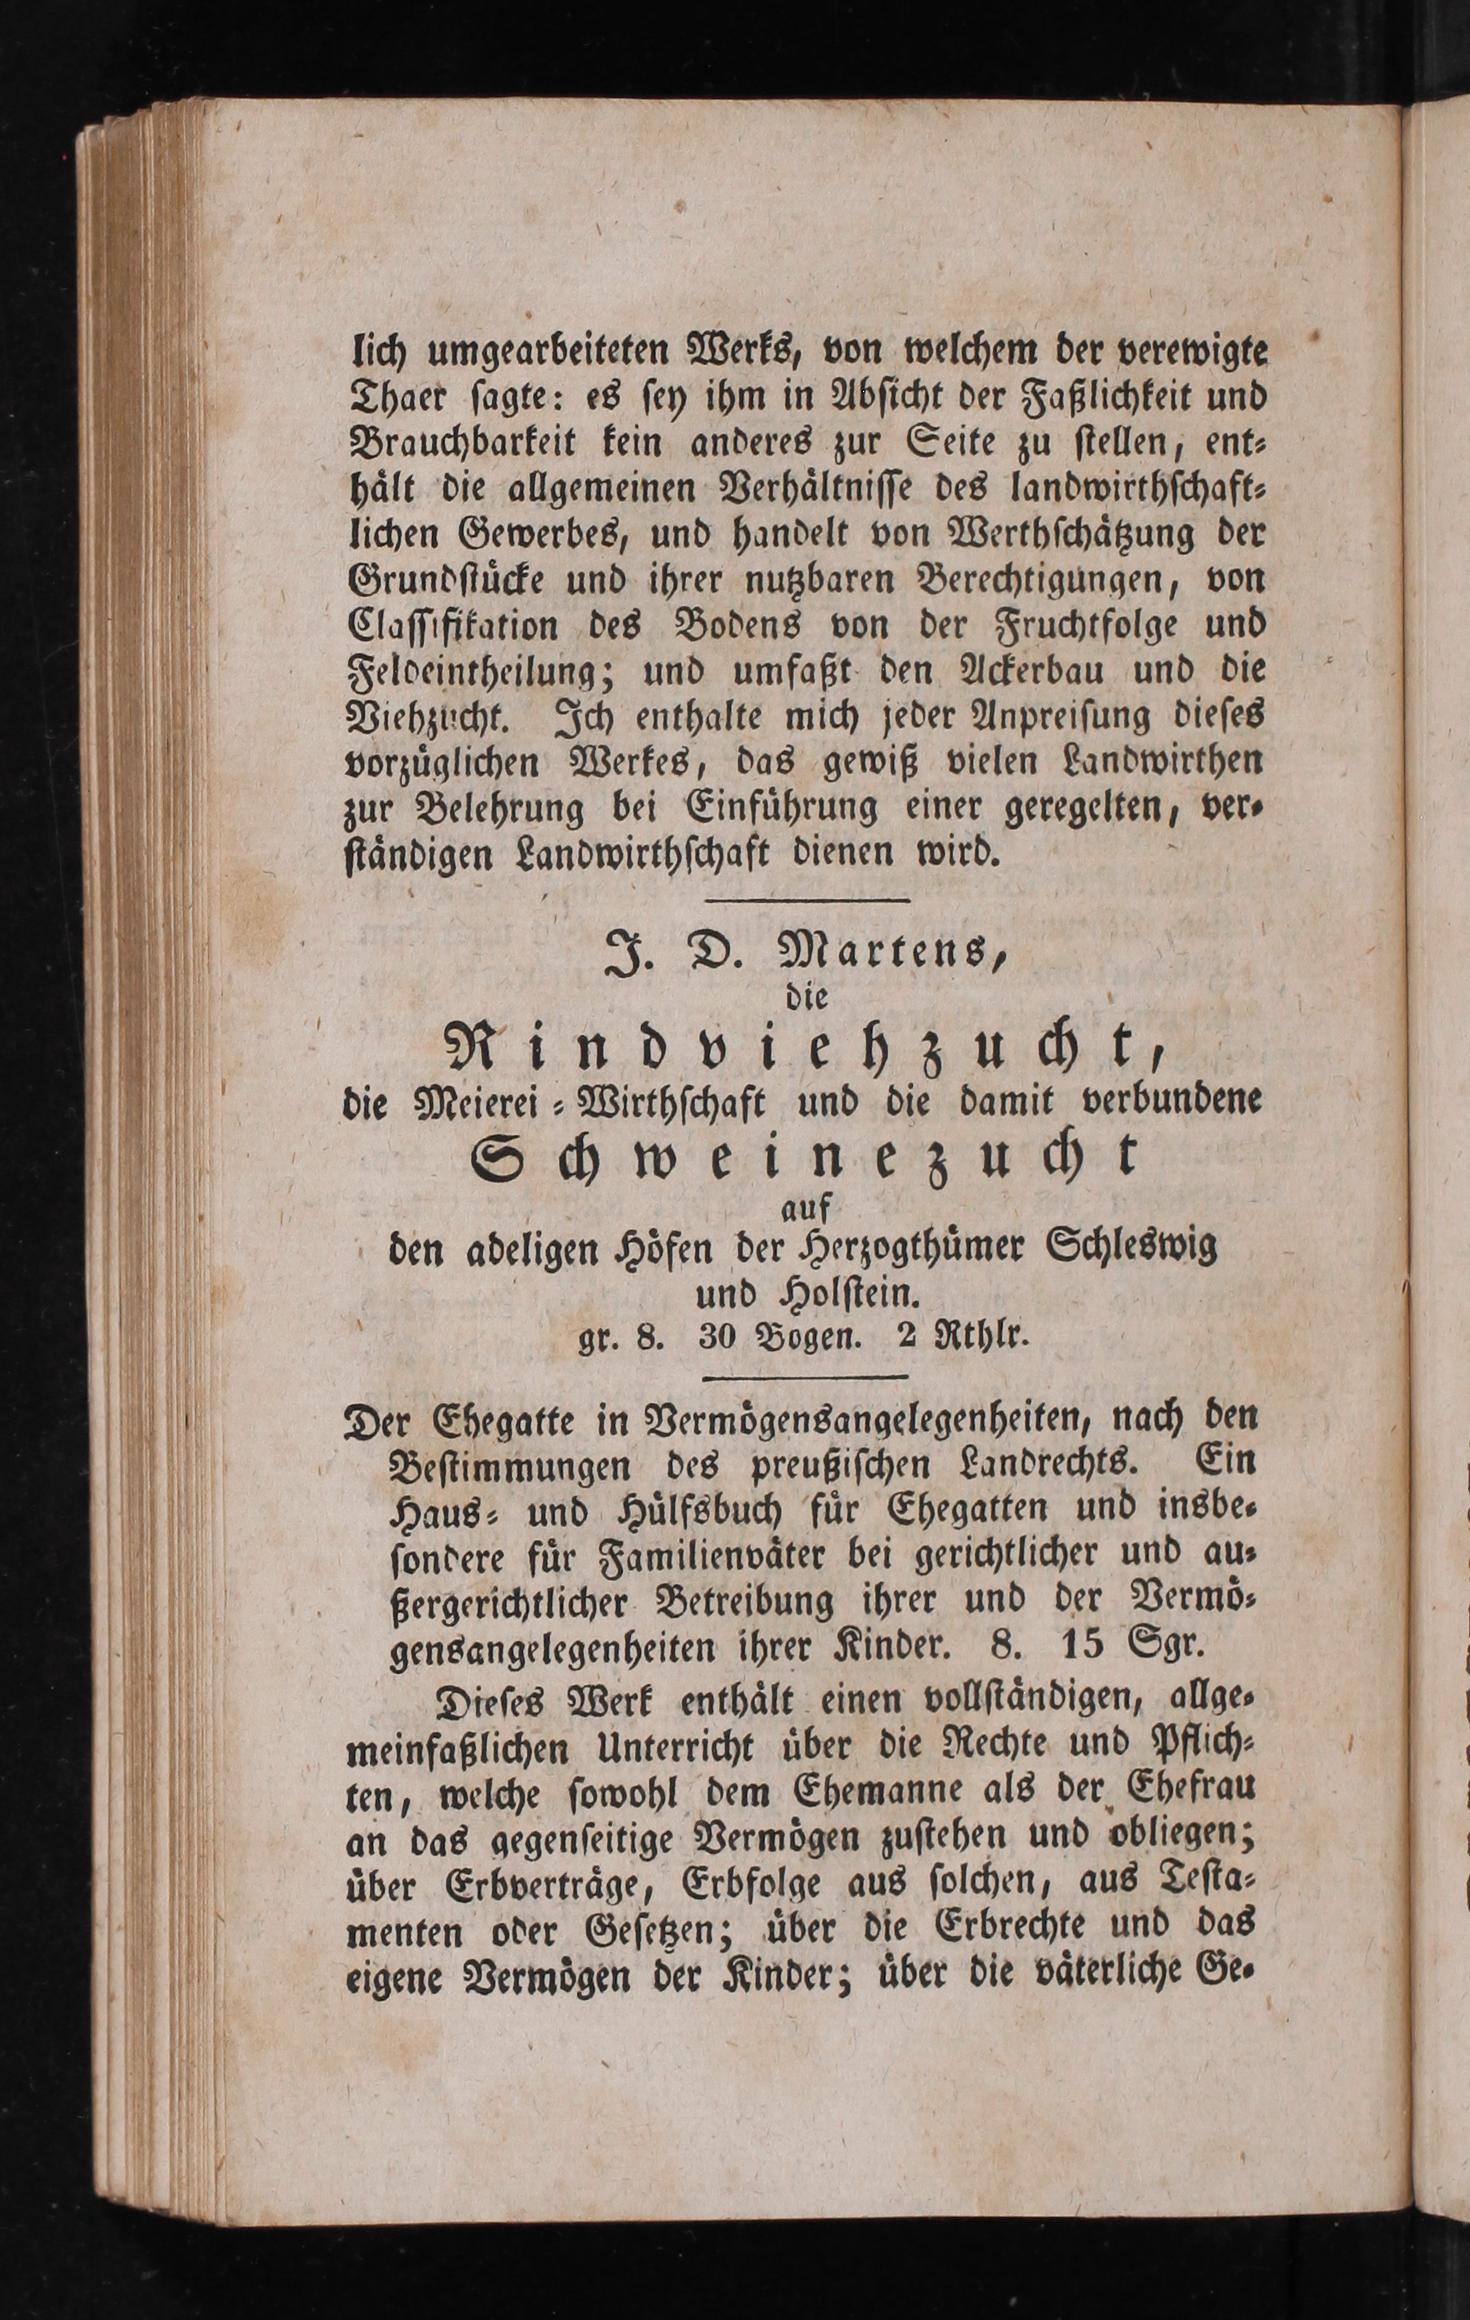 lich umgearbeiteten Werks, von welchem der verewigte
Thaer ſagte: es ſey ihm in Abſicht der Faßlichkeit und
Brauchbarkeit kein anderes zur Seite zu ſtellen, ent⸗
hält die allgemeinen Verhältniſſe des landwirthſchaft⸗
lichen Gewerbes, und handelt von Werthſchätzung der
Grundſtücke und ihrer nutzbaren Berechtigungen, von
Claſſifikation des Bodens von der Fruchtfolge und
Feldeintheilung; und umfaßt den Ackerbau und die
Viehzucht. Ich enthalte mich jeder Anpreiſung dieſes
vorzüglichen Werkes, das gewiß vielen Landwirthen
zur Belehrung bei Einführung einer geregelten, ver⸗
ſtändigen Landwirthſchaft dienen wird.
J. D. Martens,
die
Rindviehzucht,
die Meierei⸗Wirthſchaft und die damit verbundene
Schweinezucht
auf
den adeligen Höfen der Herzogthümer Schleswig
und Holſtein.
gr. 8. 30 Bogen. 2 Rthlr.
Der Ehegatte in Vermögensangelegenheiten, nach den
Beſtimmungen des preußiſchen Landrechts. Ein
Haus⸗ und Hülfsbuch für Ehegatten und insbe⸗
ſondere für Familienväter bei gerichtlicher und au⸗
ßergerichtlicher Betreibung ihrer und der Vermö⸗
gensangelegenheiten ihrer Kinder. 8. 15 Sgr.
Dieſes Werk enthält einen vollſtändigen, allge⸗
meinfaßlichen Unterricht über die Rechte und Pflich⸗
ten, welche ſowohl dem Ehemanne als der Ehefrau
an das gegenſeitige Vermögen zuſtehen und obliegen;
über Erbverträge, Erbfolge aus ſolchen, aus Teſta⸗
menten oder Geſetzen; über die Erbrechte und das
eigene Vermögen der Kinder; über die väterliche Ge⸗